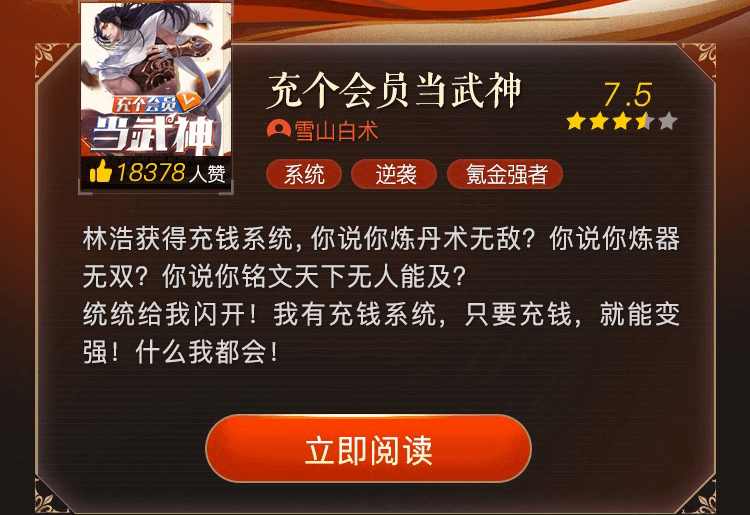 充个会员
当武神
18378人赞
充个会员当武神
7.5
雪山白术
系统 逆袭 氪金强者
林浩获得充钱系统,你说你炼丹术无敌?你说你炼器
无双?你说你铭文天下无人能及?
统统给我闪开!我有充钱系统,只要充钱,就能变
强!什么我都会!
立即阅读